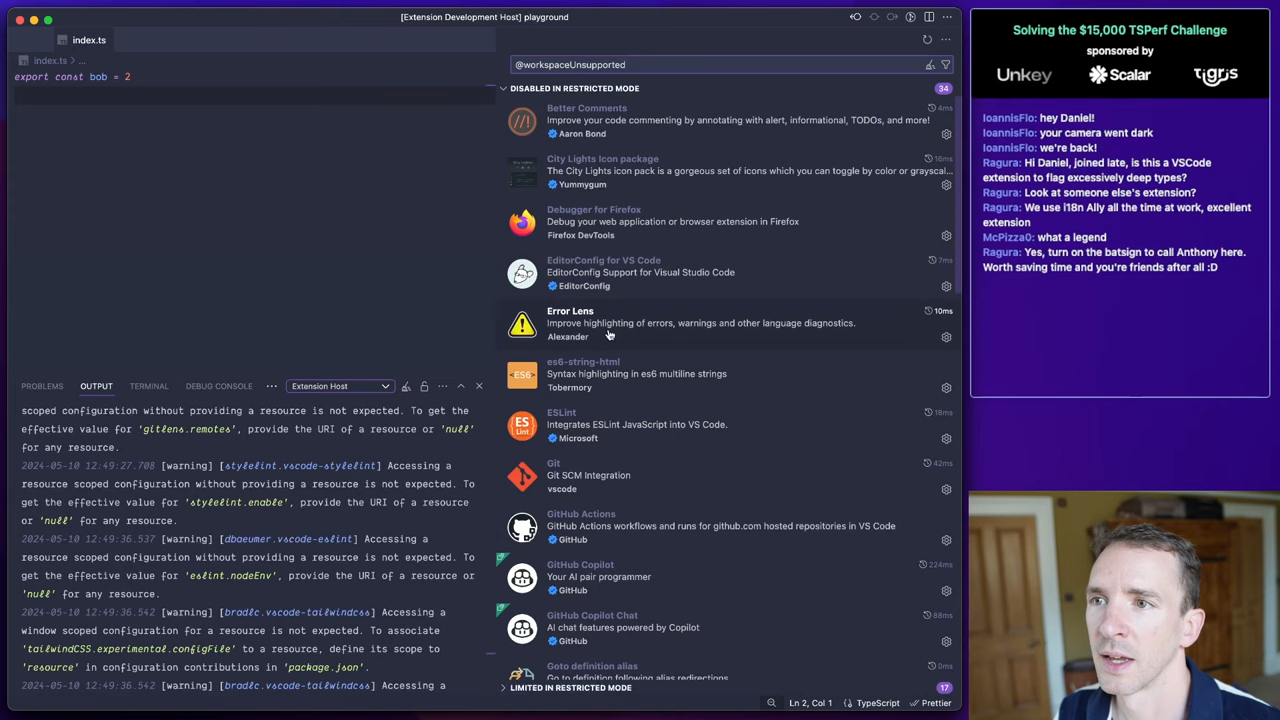 [Extension Development Host] playground
index.ts
index.ts > ...
export const bob = 2
PROBLEMS
OUTPUT
TERMINAL
DEBUG CONSOLE
Extension Host
scoped configuration without providing a resource is not expected. To get the
effective value for 'gitlens.remotes', provide the URI of a resource or 'null'
for any resource.
2024-05-10 12:49:27.708 [warning] [stylelint.vscode-stylelint] Accessing a
resource scoped configuration without providing a resource is not expected. To
get the effective value for 'stylelint.enable', provide the URI of a resource
or 'null' for any resource.
2024-05-10 12:49:36.537 [warning] [dbaeumer.vscode-eslint] Accessing a
resource scoped configuration without providing a resource is not expected. To
get the effective value for 'eslint.nodeEnv', provide the URI of a resource or
'null' for any resource.
2024-05-10 12:49:36.542 [warning] [bradlc.vscode-tailwindcss] Accessing a
window scoped configuration for a resource is not expected. To associate
'tailwindCSS.experimental.configFile' to a resource, define its scope to
'resource' in configuration contributions in 'package.json'.
2024-05-10 12:49:36.542 [warning] [bradlc.vscode-tailwindcss] Accessing a
@workspaceUnsupported
DISABLED IN RESTRICTED MODE
34
Better Comments
4ms
Improve your code commenting by annotating with alert, informational, TODOs, and more!
Aaron Bond
City Lights Icon package
16ms
The City Lights icon pack is a gorgeous set of icons which you can toggle by color or grayscal...
Yummygum
Debugger for Firefox
Debug your web application or browser extension in Firefox
Firefox DevTools
EditorConfig for VS Code
7ms
EditorConfig Support for Visual Studio Code
EditorConfig
Error Lens
10ms
Improve highlighting of errors, warnings and other language diagnostics.
Alexander
es6-string-html
Syntax highlighting in es6 multiline strings
<ES6>
Tobermory
ESLint
18ms
Integrates ESLint JavaScript into VS Code.
ES
Lint
Microsoft
Git
42ms
Git SCM Integration
vscode
GitHub Actions
GitHub Actions workflows and runs for github.com hosted repositories in VS Code
GitHub
GitHub Copilot
224ms
Your AI pair programmer
GitHub
GitHub Copilot Chat
88ms
AI chat features powered by Copilot
GitHub
Goto definition alias
0ms
Go to definition following alias redirections.
LIMITED IN RESTRICTED MODE
17
Ln 2, Col 1
TypeScript
Prettier
Solving the $15,000 TSPerf Challenge
sponsored by
Unkey
Scalar
tigris
IoannisFlo: hey Daniel!
IoannisFlo: your camera went dark
IoannisFlo: we're back!
Ragura: Hi Daniel, joined late, is this a VSCode
extension to flag excessively deep types?
Ragura: Look at someone else's extension?
Ragura: We use i18n Ally all the time at work, excellent
extension
McPizza0: what a legend
Ragura: Yes, turn on the batsign to call Anthony here.
Worth saving time and you're friends after all :D